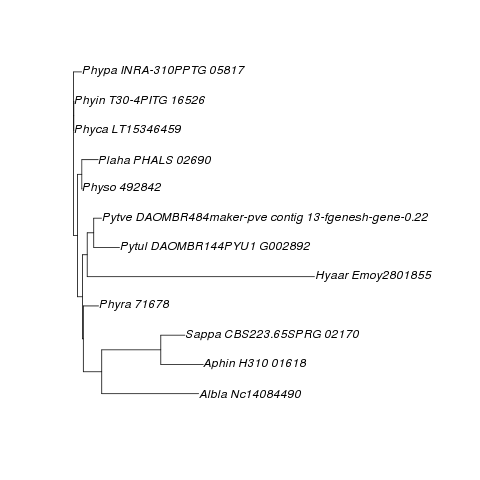 Phypa INRA-310PPTG 05817
Phyin T30-4PITG 16526
Phyca LT15346459
Plaha PHALS 02690
Physo 492842
Pytve DAOMBR484maker-pve contig 13-fgenesh-gene-0.22
Pytul DAOMBR144PYU1 G002892
Hyaar Emoy2801855
Phyra 71678
Sappa CBS223.65SPRG 02170
Aphin H310 01618
Albla Nc14084490